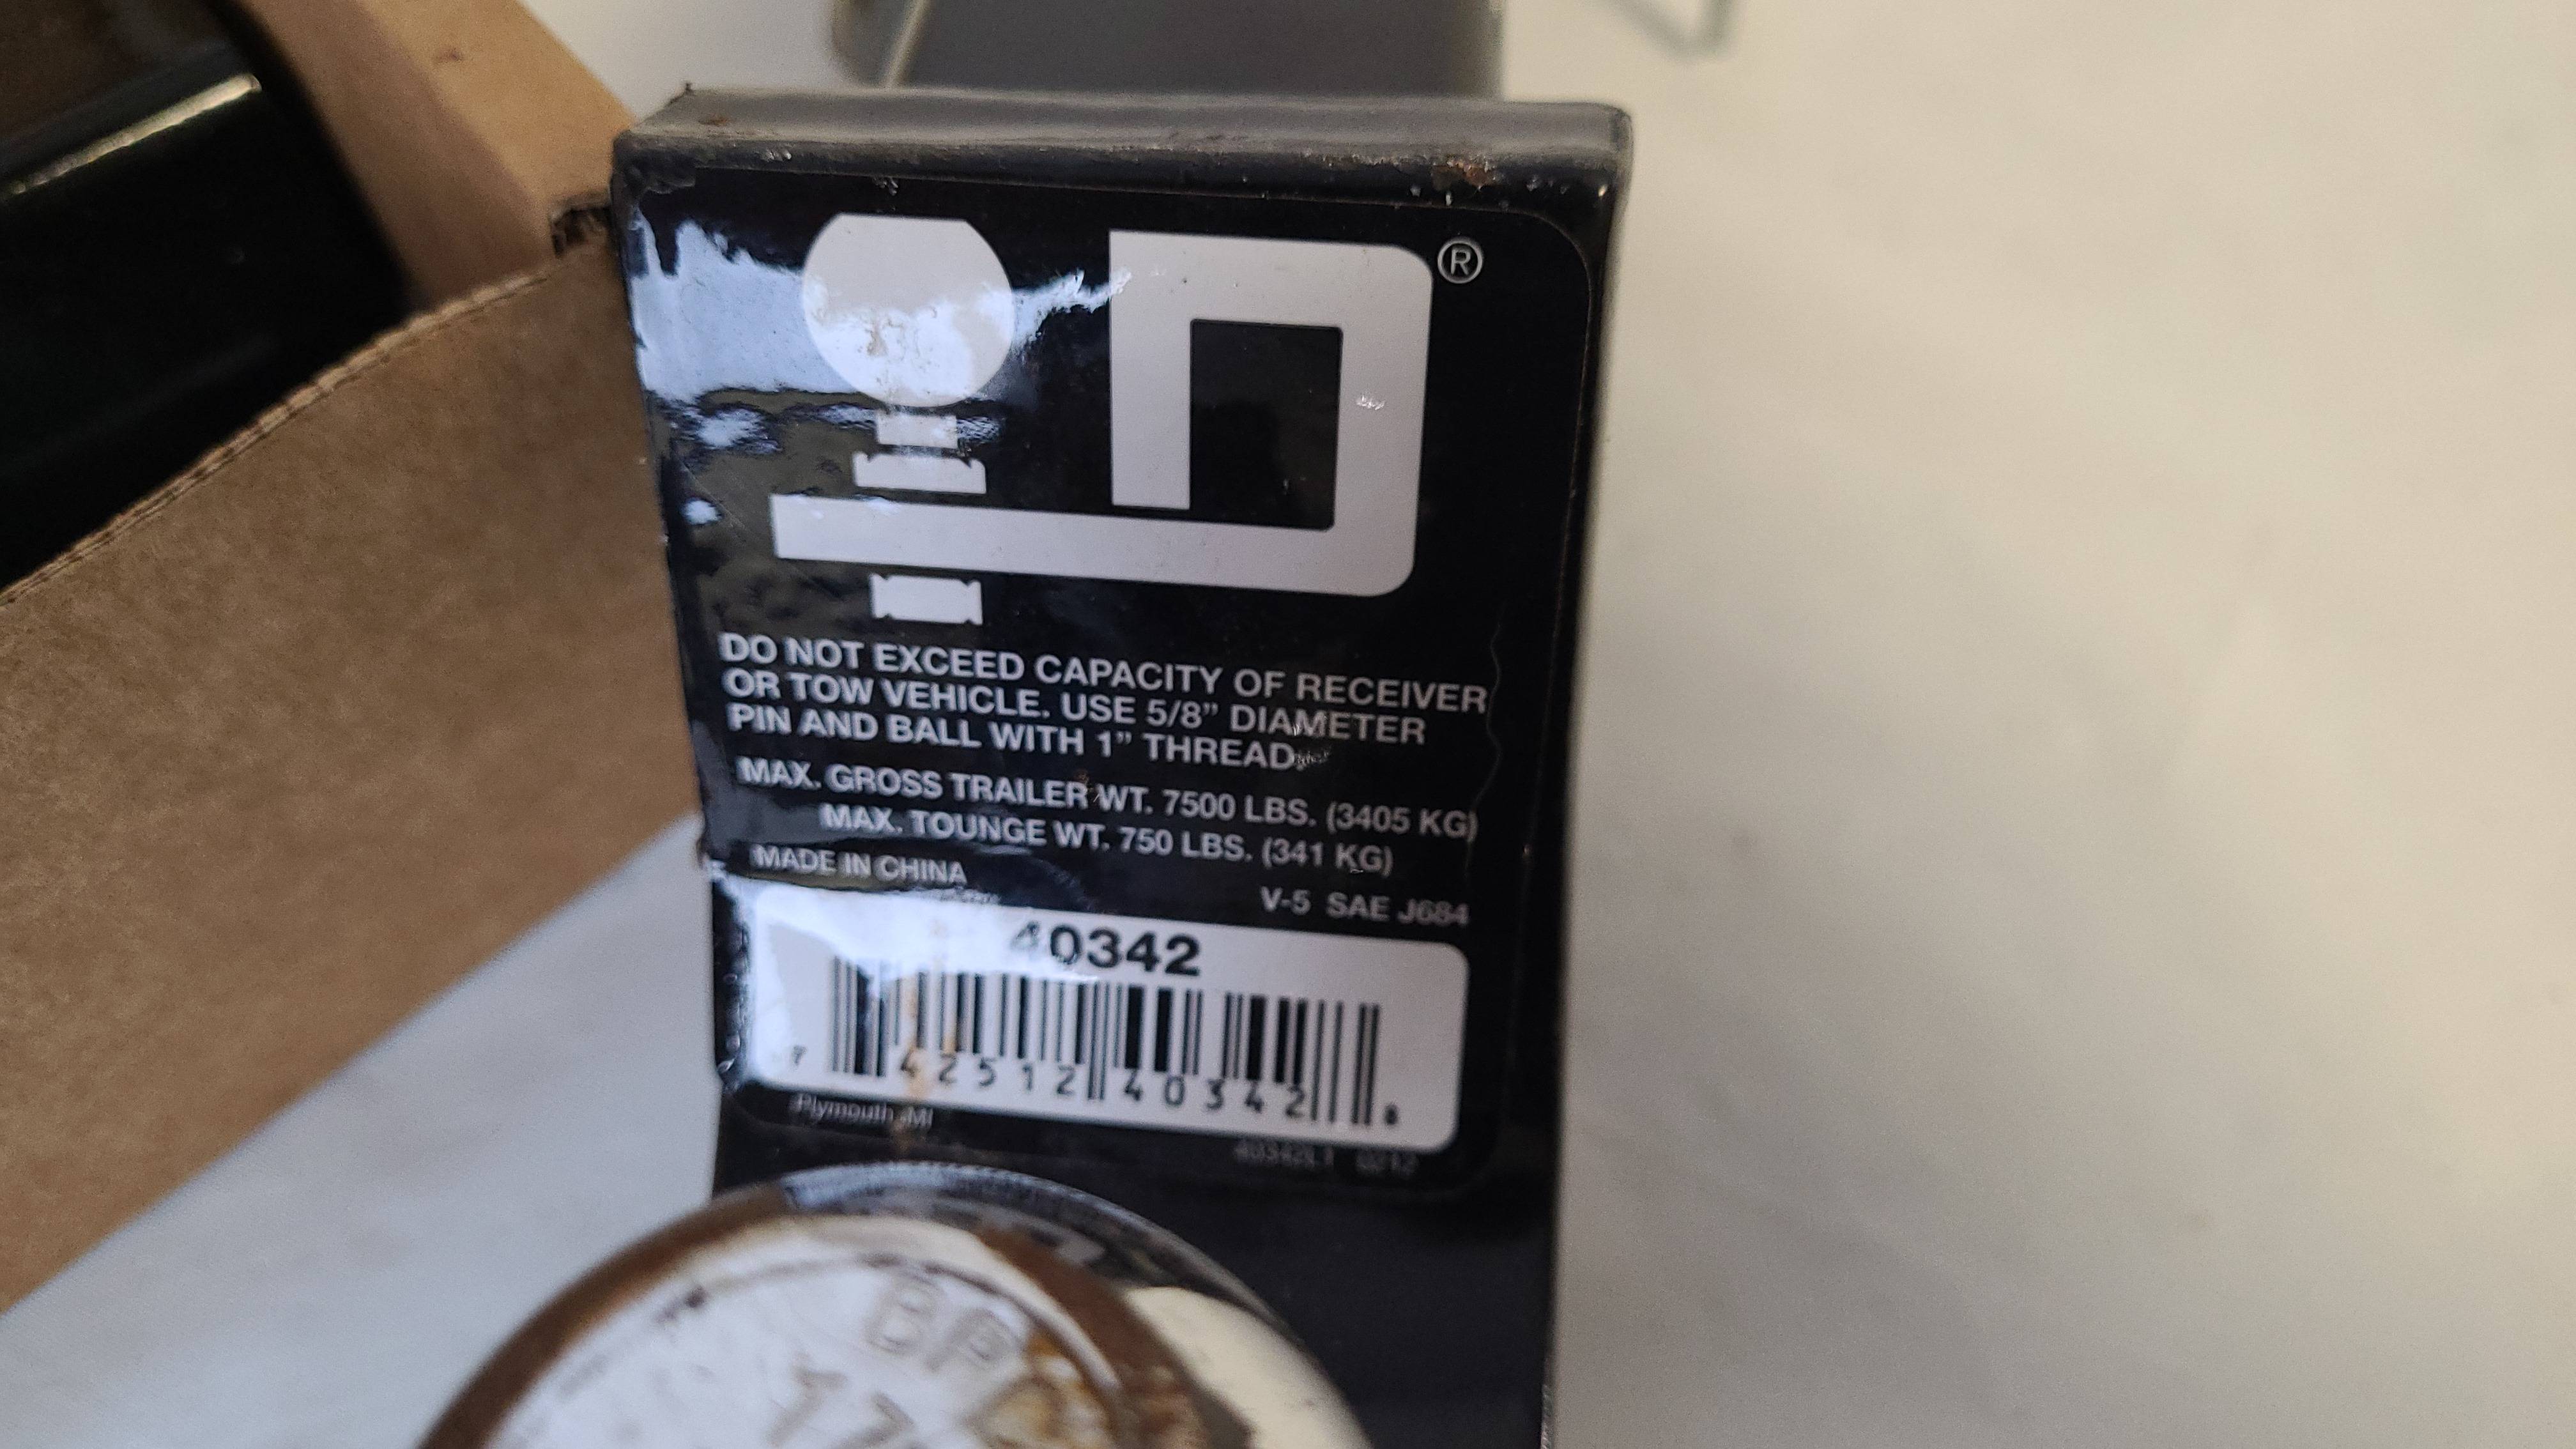 ®
DO NOT EXCEED CAPACITY OF RECEIVER
OR TOW VEHICLE. USE 5/8” DIAMETER
PIN AND BALL WITH 1” THREAD
MAX. GROSS TRAILER WT. 7500 LBS. (3405 KG)
MAX. TOUNGE WT. 750 LBS. (341 KG)
MADE IN CHINA
V-5 SAE J684
40342
7 42512 40342 8
Plymouth, MI
40342L1 0212